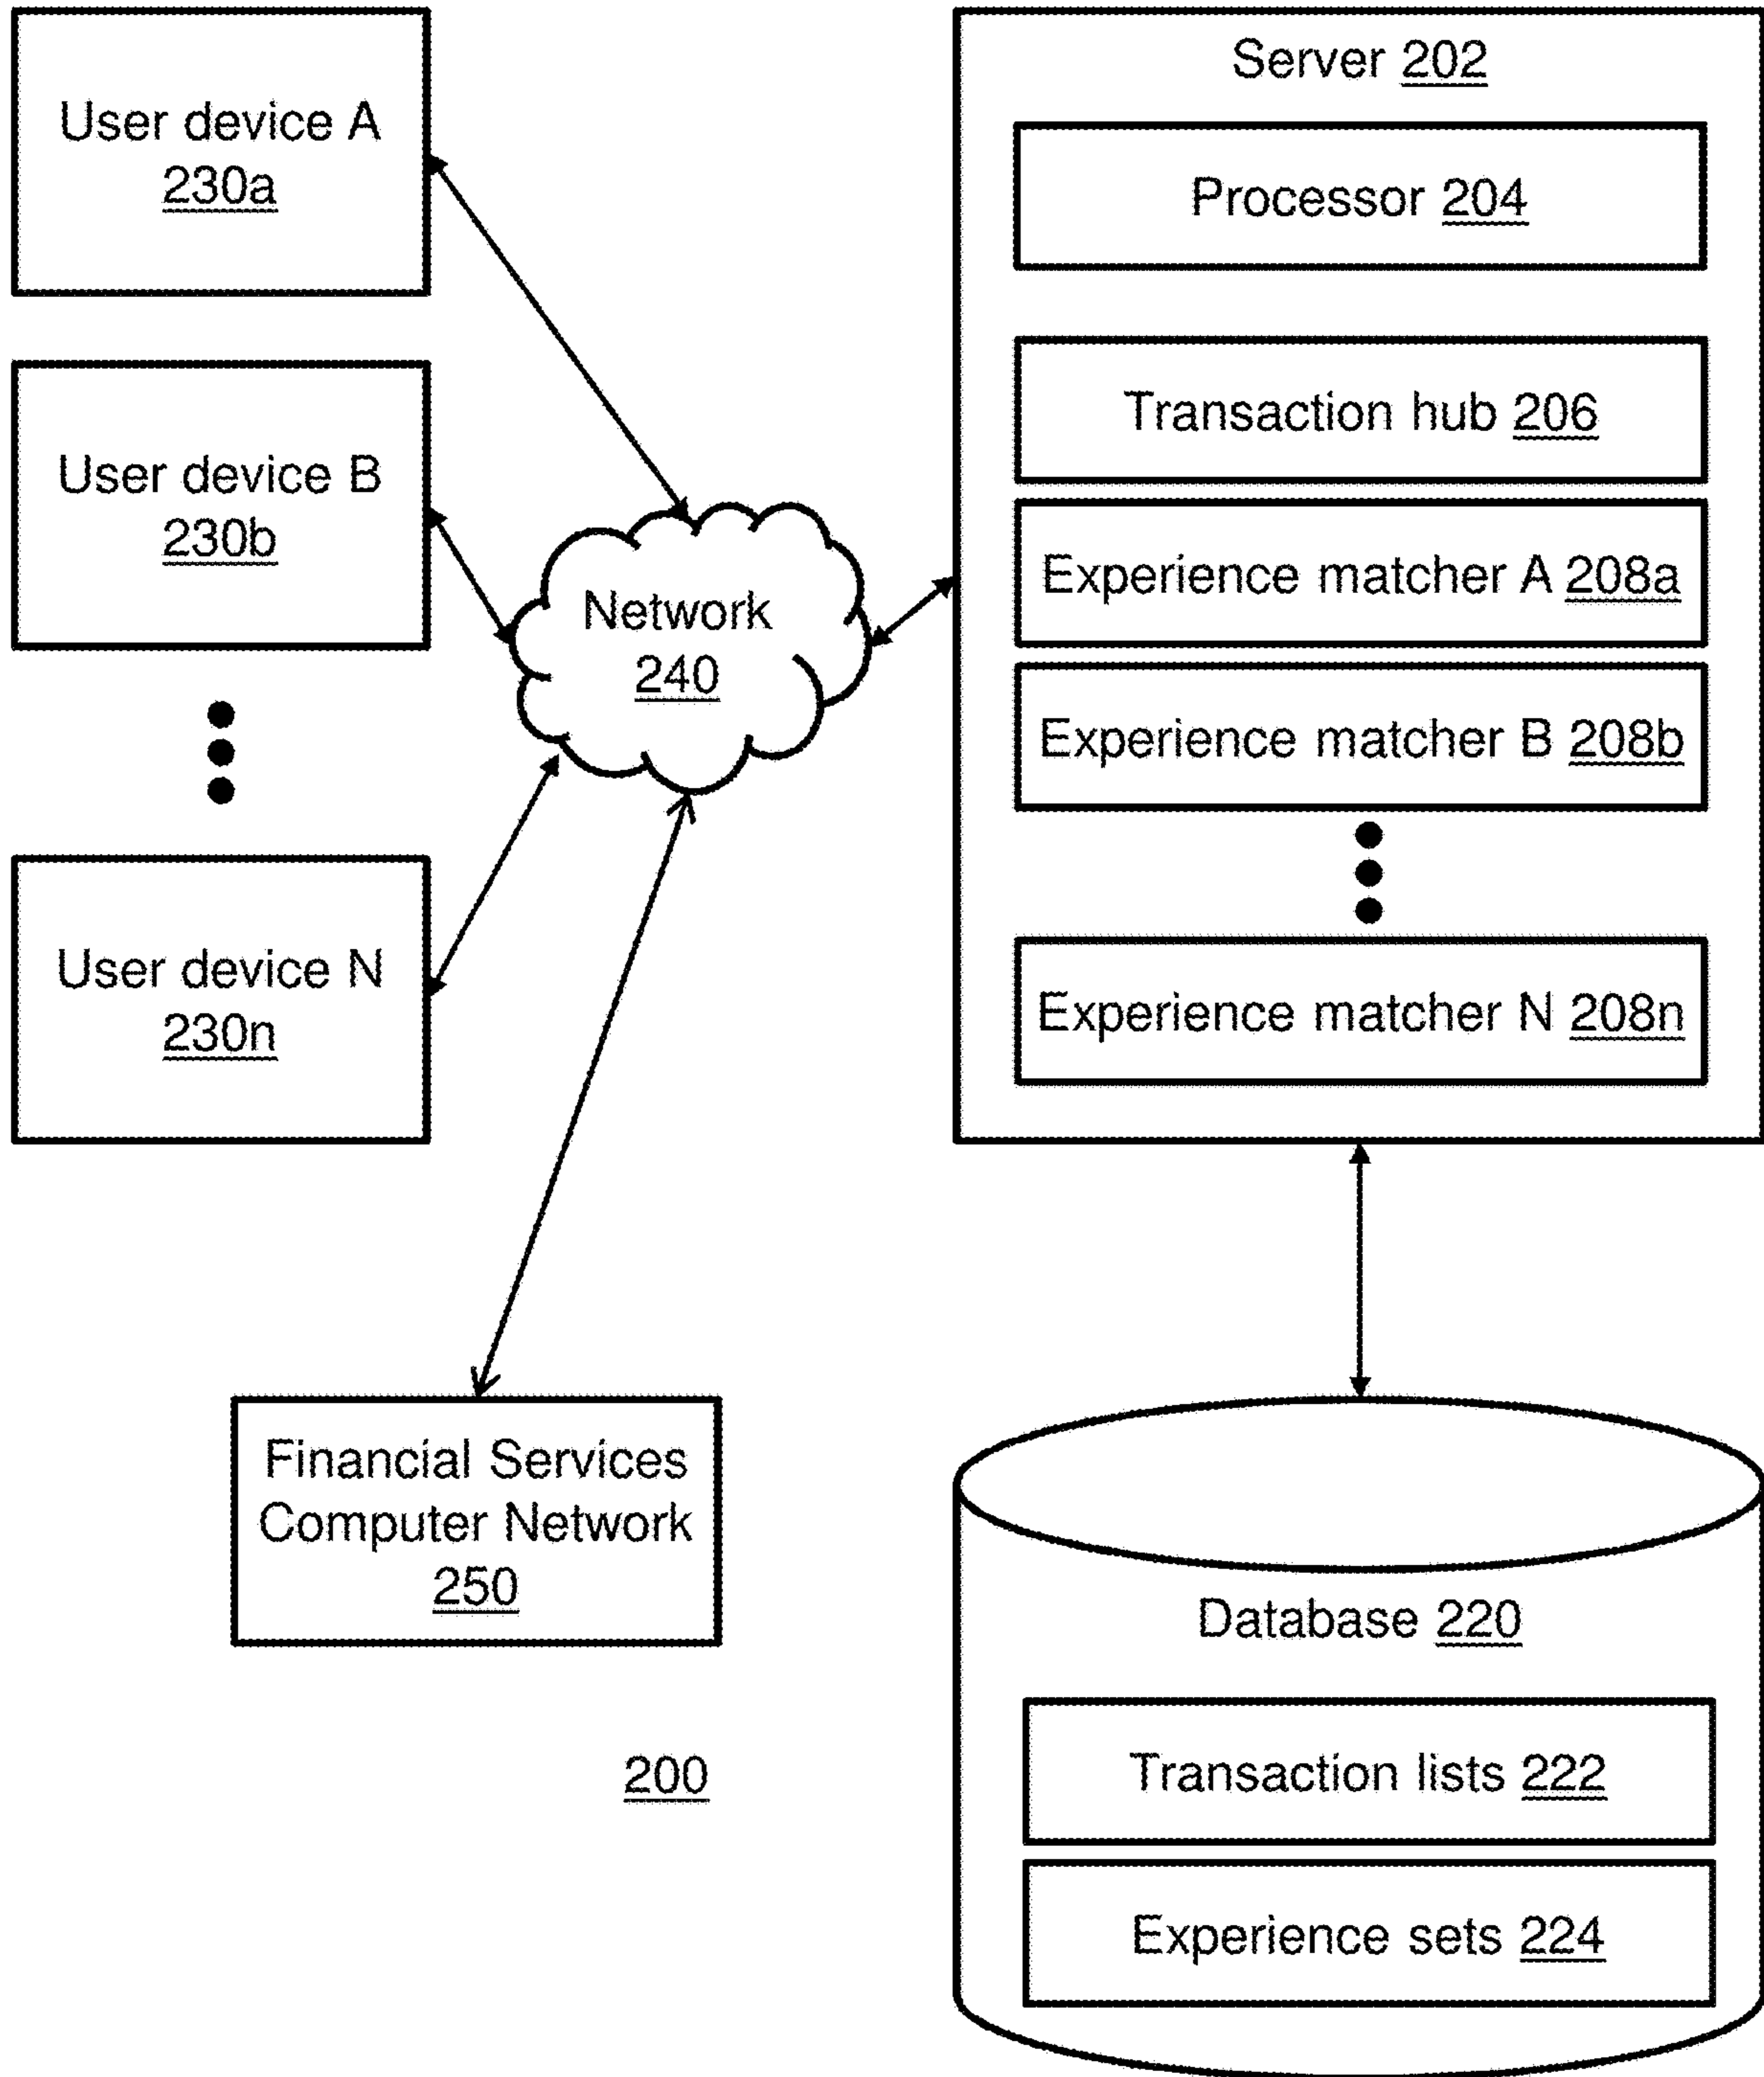 User device A
230a
User device B
230b
User device N
230n
Network
240
Financial Services
Computer Network
250
200
Server 202
Processor 204
Transaction hub 206
Experience matcher A 208a
Experience matcher B 208b
Experience matcher N 208n
Database 220
Transaction lists 222
Experience sets 224